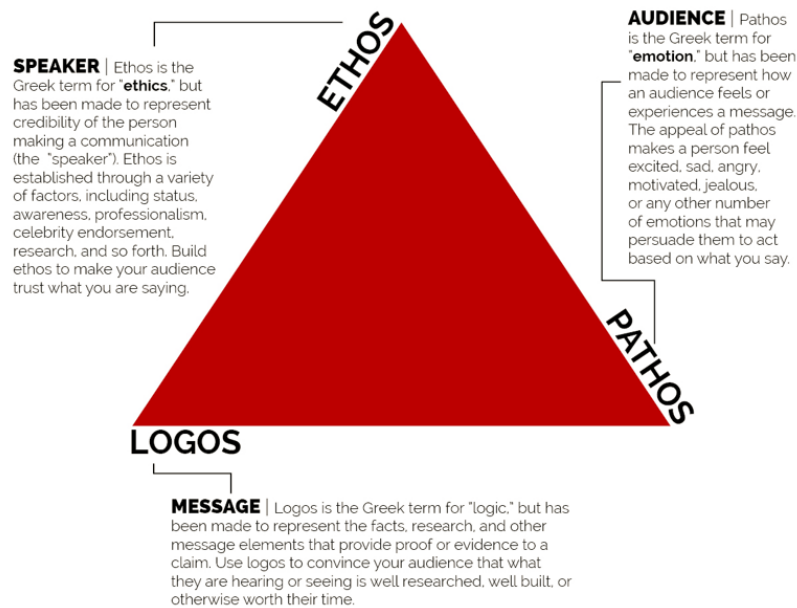 ETHOS
SPEAKER | Ethos is the
Greek term for "ethics," but
has been made to represent
credibility of the person
making a communication
(the "speaker"). Ethos is
established through a variety
of factors, including status,
awareness, professionalism,
celebrity endorsement,
research, and so forth. Build
ethos to make your audience
trust what you are saying.
AUDIENCE | Pathos
is the Greek term for
"emotion," but has been
made to represent how
an audience feels or
experiences a message.
The appeal of pathos
makes a person feel
excited, sad, angry,
motivated, jealous,
or any other number
of emotions that may
persuade them to act
based on what you say.
PATHOS
LOGOS
MESSAGE | Logos is the Greek term for "logic," but has
been made to represent the facts, research, and other
message elements that provide proof or evidence to a
claim. Use logos to convince your audience that what
they are hearing or seeing is well researched, well built, or
otherwise worth their time.